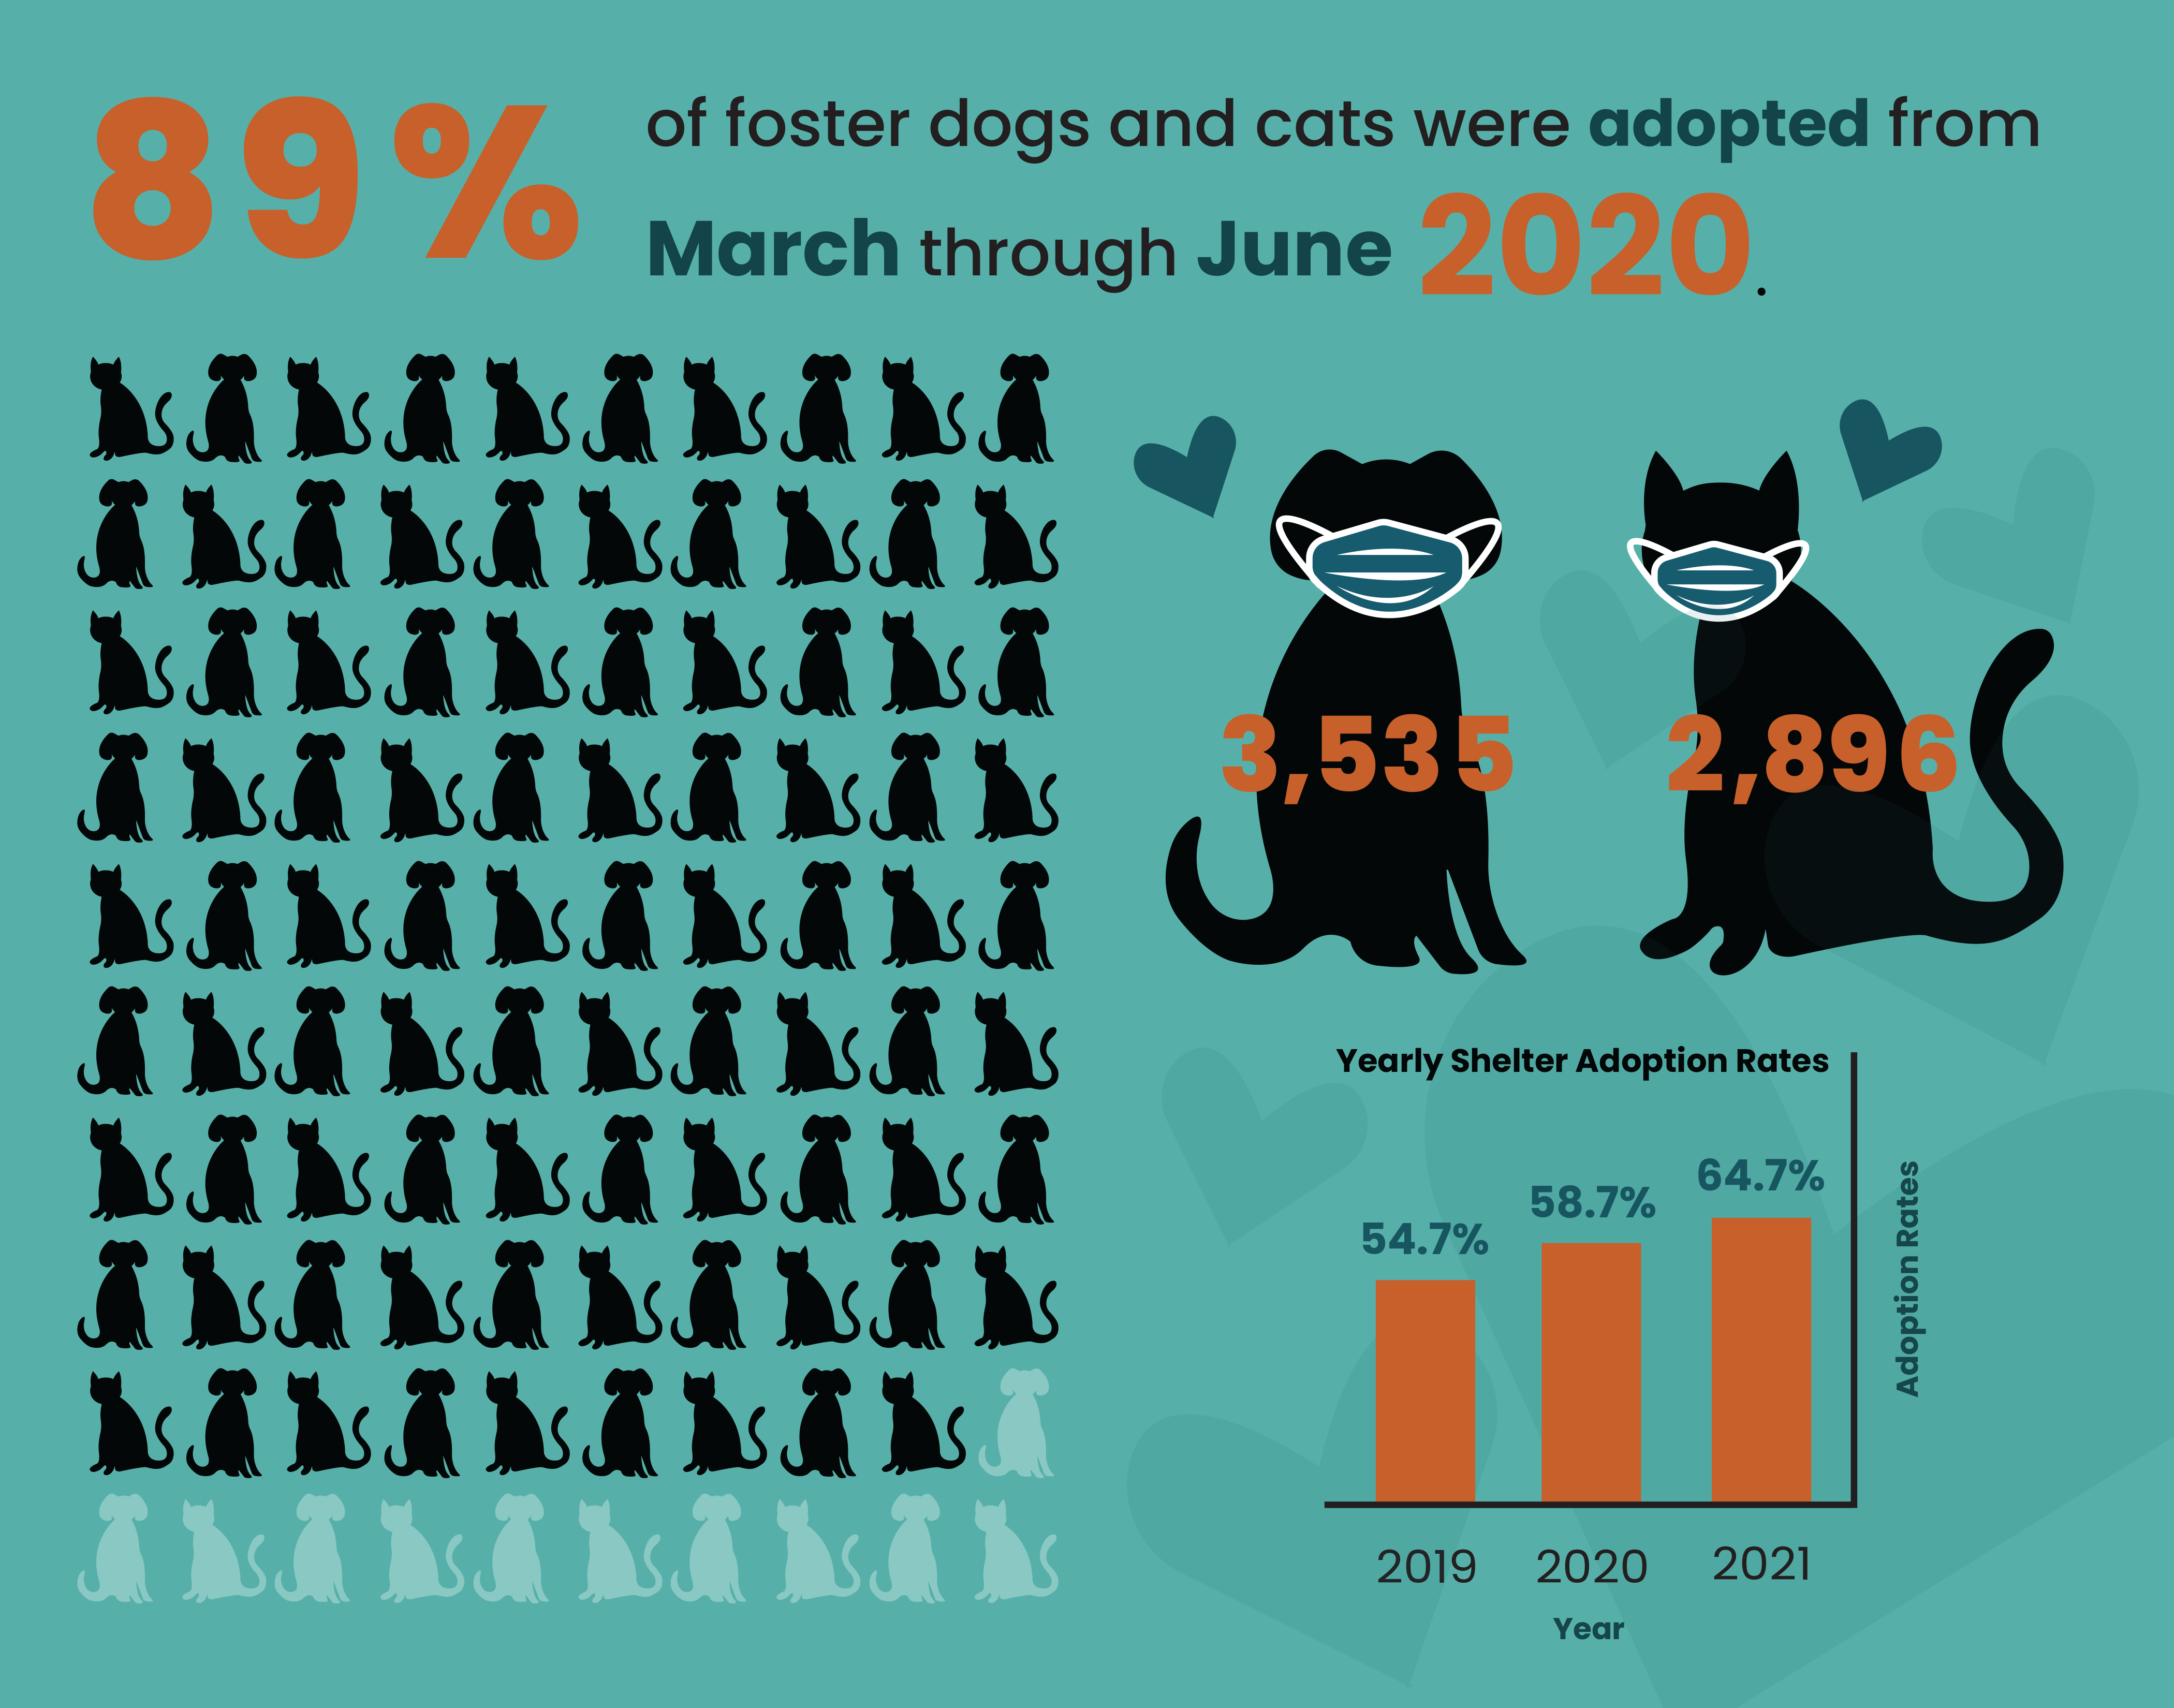 89% of foster dogs and cats were adopted from
March through June 2020.
3,535
2,896
Yearly Shelter Adoption Rates
54.7%
58.7%
64.7%
Adoption Rates
2019
2020
2021
Year